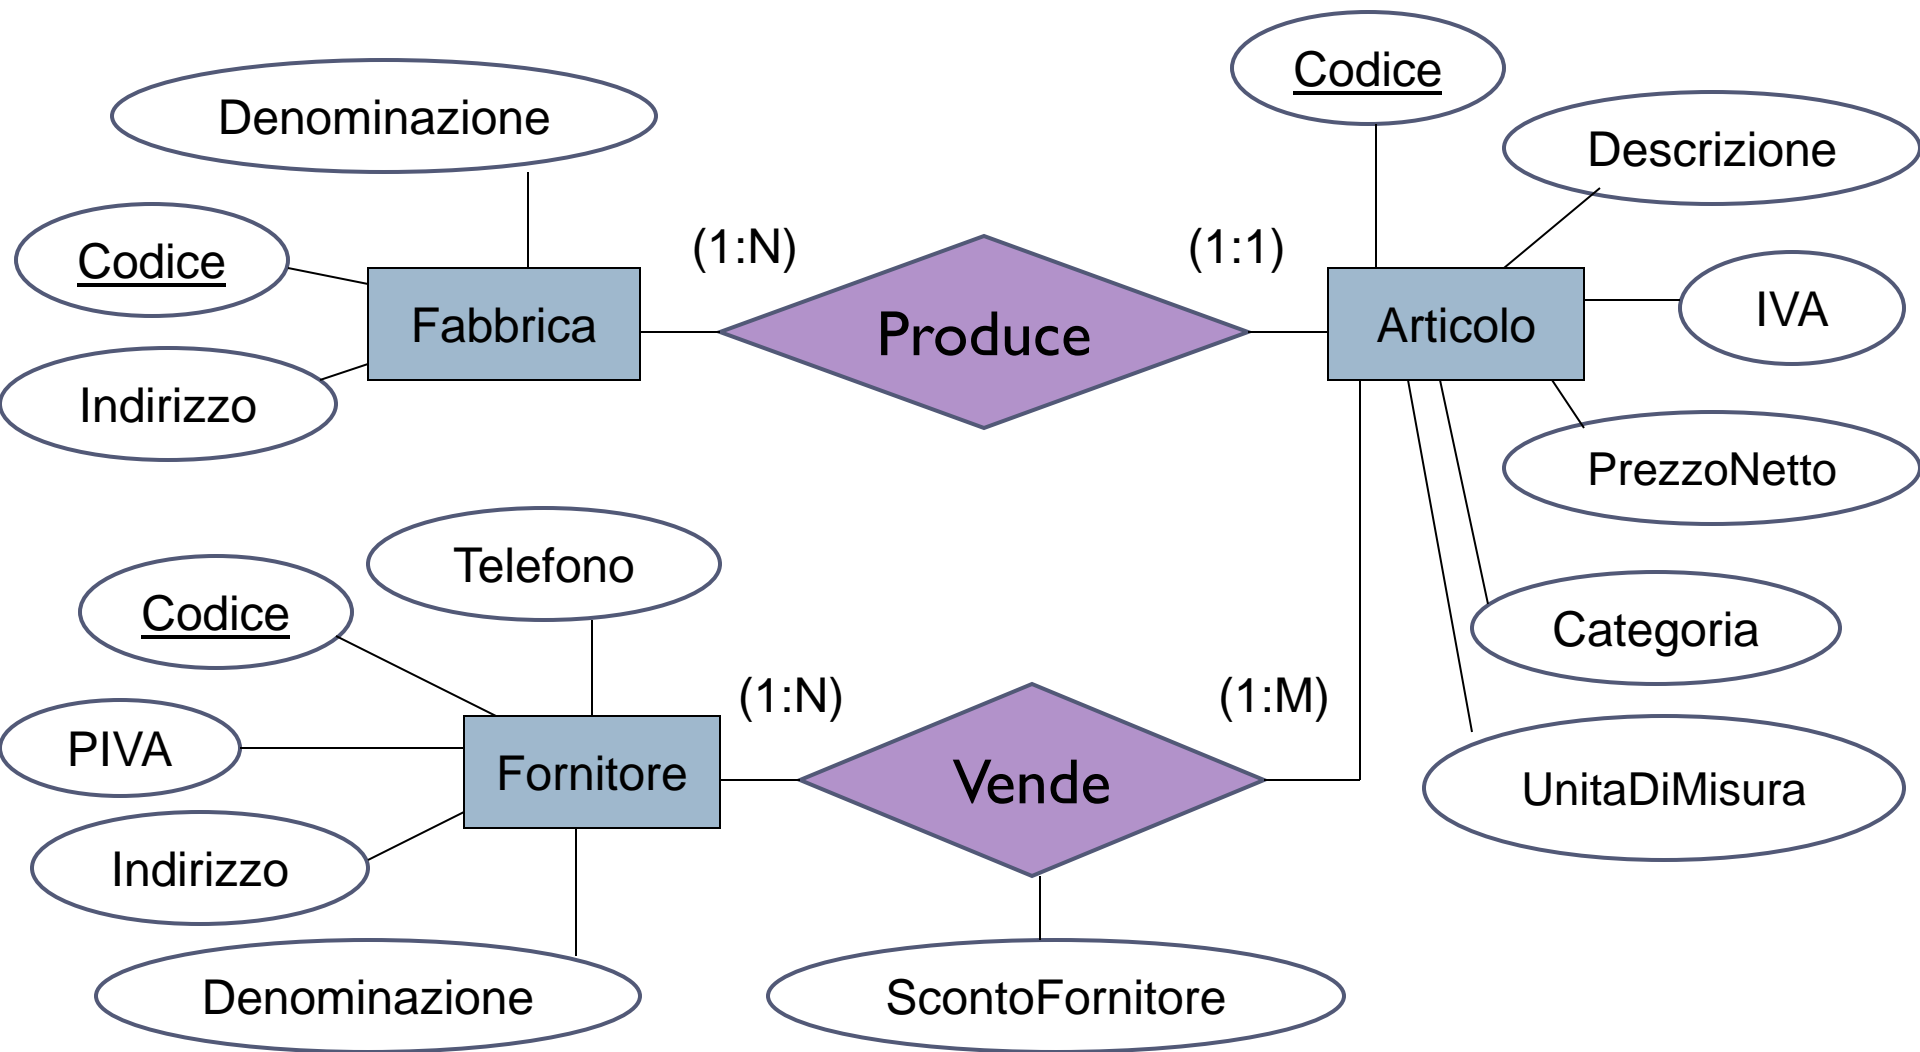 Codice
Denominazione
Descrizione
Codice
(1:N)
(1:1)
Fabbrica
Produce
Articolo
IVA
Indirizzo
PrezzoNetto
Telefono
Codice
Categoria
(1:N)
(1:M)
PIVA
Fornitore
Vende
UnitaDiMisura
Indirizzo
Denominazione
ScontoFornitore